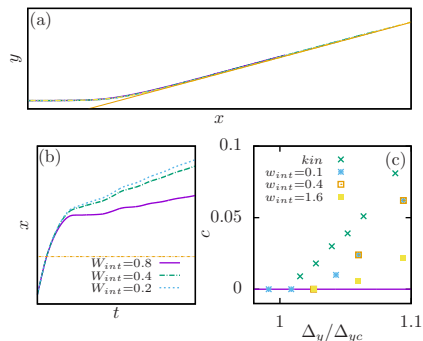 (a)
y
x
(b)
x
W_int=0.8
W_int=0.4
W_int=0.2
t
0.1
(c)
kin
w_int=0.1
w_int=0.4
w_int=1.6
0.05
c
0
1
1.1
Δ_y/Δ_yc